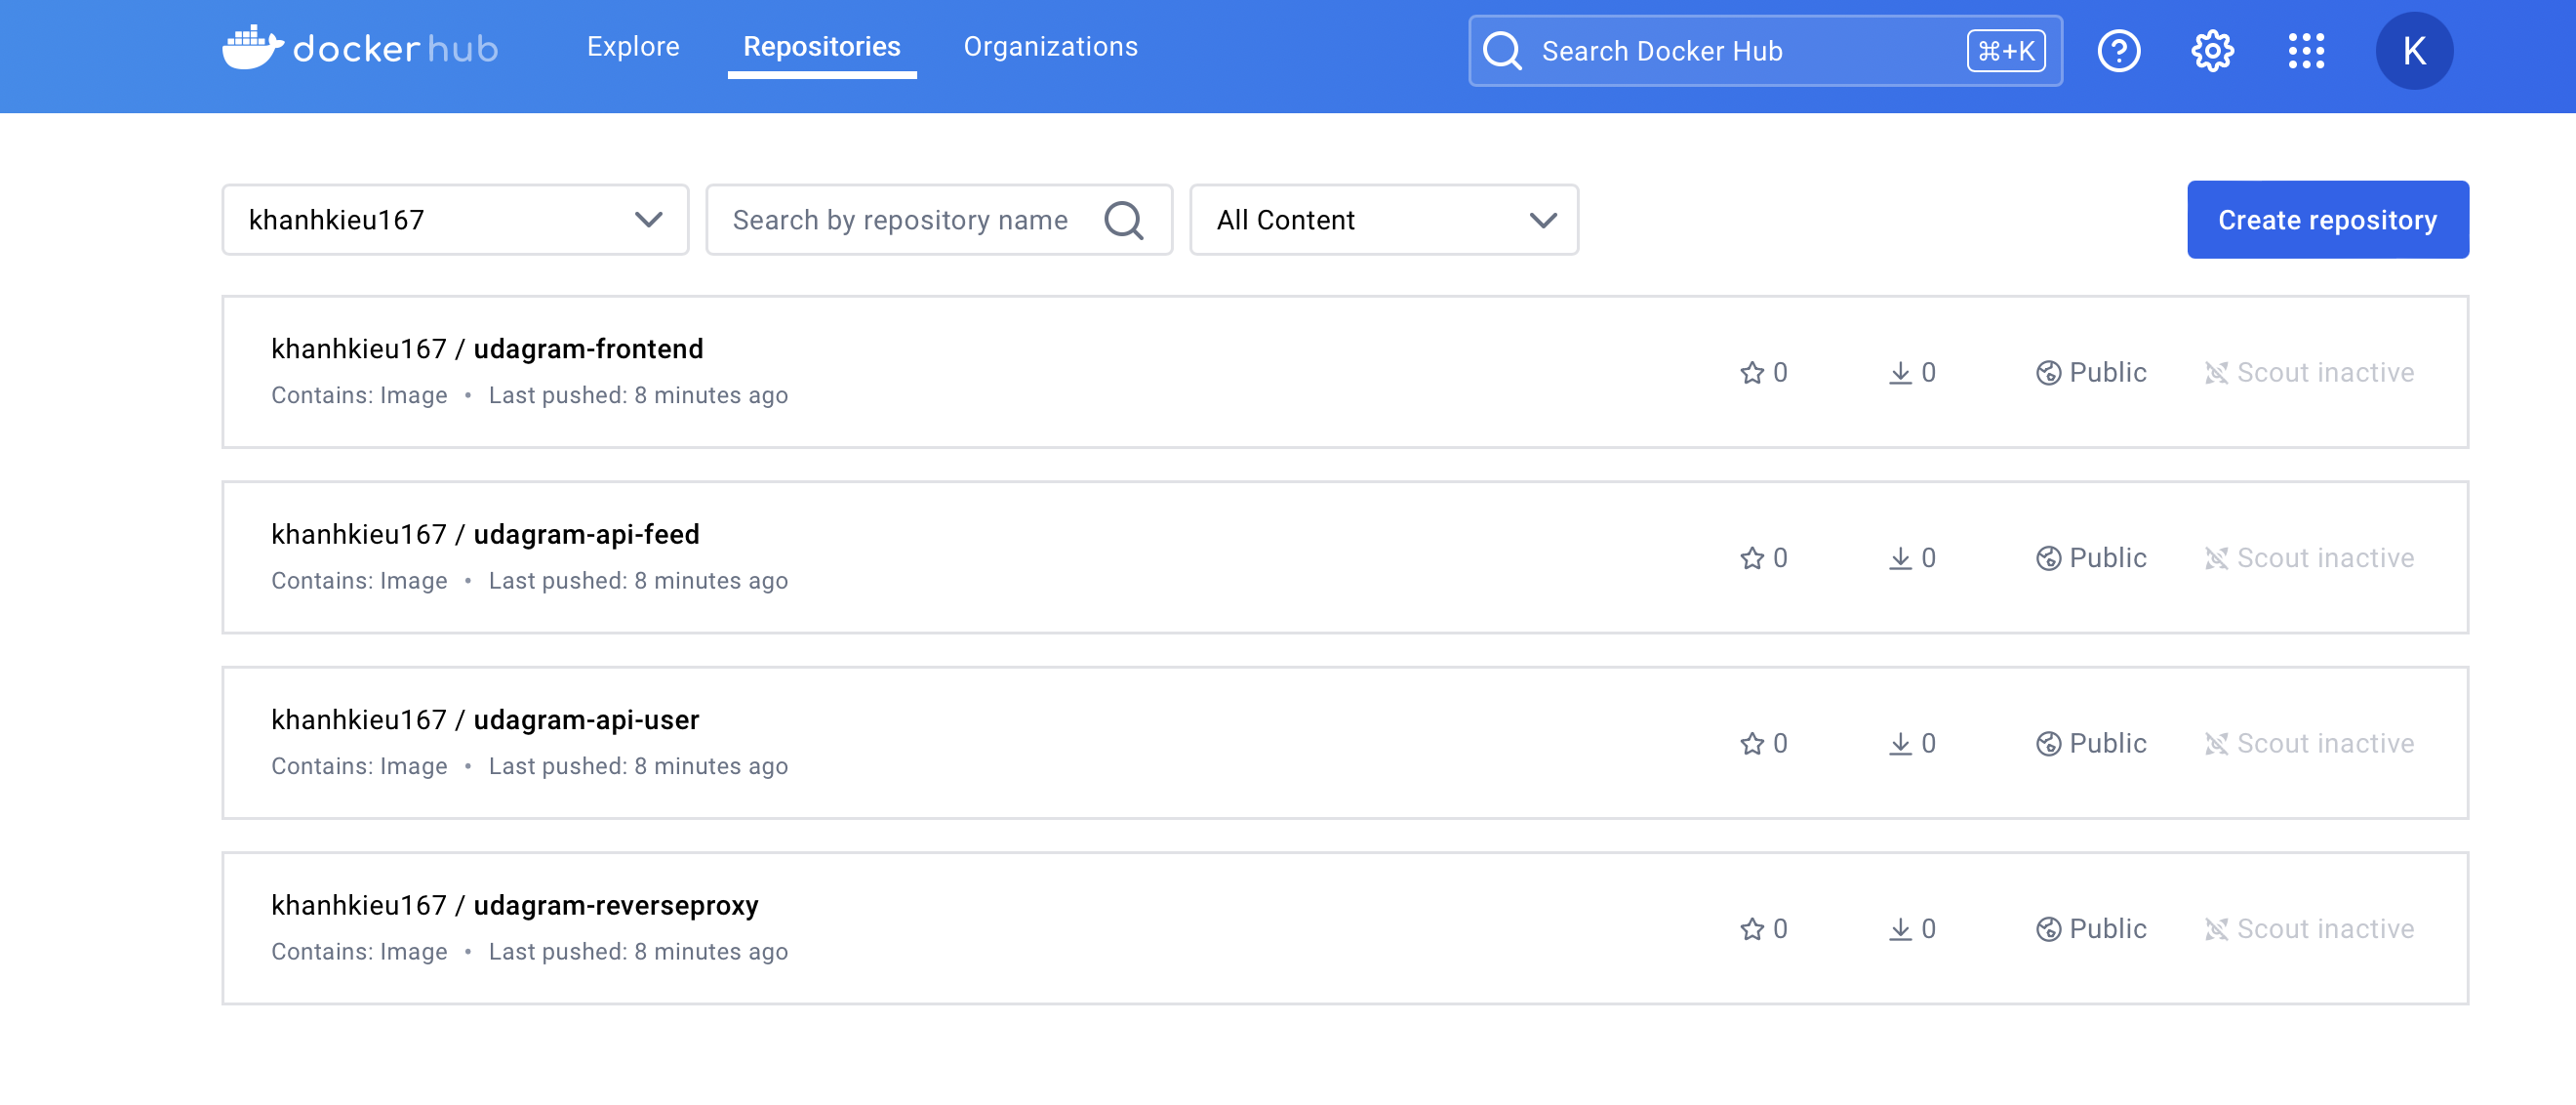 docker hub Explore Repositories Organizations Search Docker Hub ⌘+K K
khanhkieu167 Search by repository name All Content Create repository
khanhkieu167 / udagram-frontend
Contains: Image • Last pushed: 8 minutes ago
0 0 Public Scout inactive
khanhkieu167 / udagram-api-feed
Contains: Image • Last pushed: 8 minutes ago
0 0 Public Scout inactive
khanhkieu167 / udagram-api-user
Contains: Image • Last pushed: 8 minutes ago
0 0 Public Scout inactive
khanhkieu167 / udagram-reverseproxy
Contains: Image • Last pushed: 8 minutes ago
0 0 Public Scout inactive